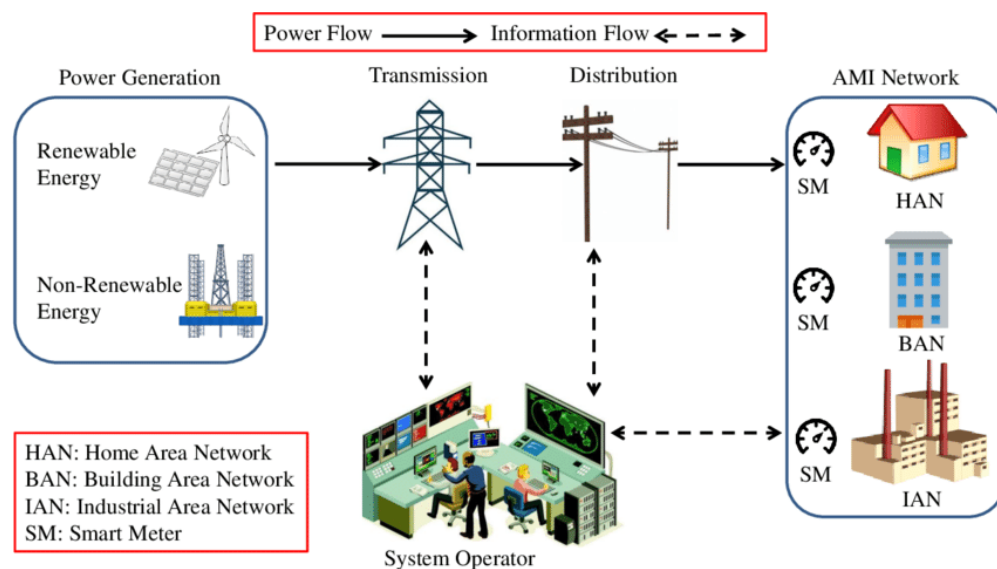 Power Flow
Information Flow
Power Generation
Transmission
Distribution
AMI Network
Renewable
Energy
Non-Renewable
Energy
SM
HAN
SM
BAN
SM
IAN
HAN: Home Area Network
BAN: Building Area Network
IAN: Industrial Area Network
SM: Smart Meter
System Operator